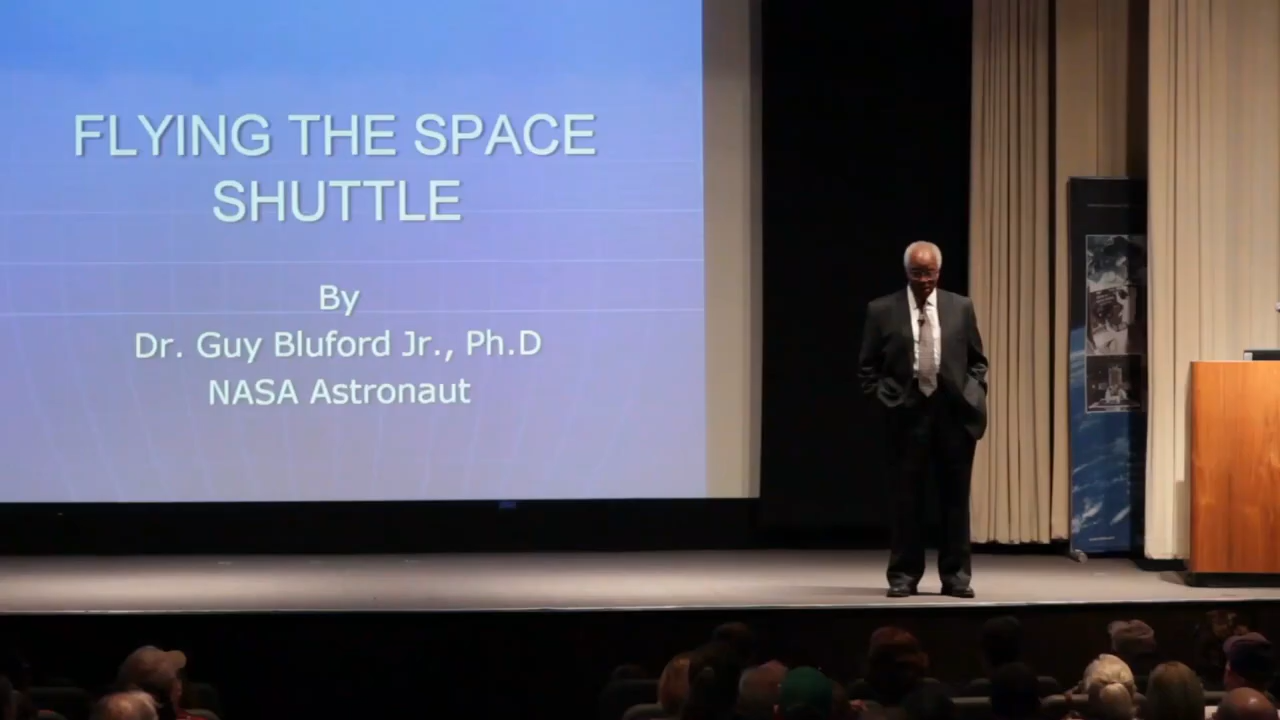 FLYING THE SPACE
SHUTTLE
By
Dr. Guy Bluford Jr., Ph.D
NASA Astronaut